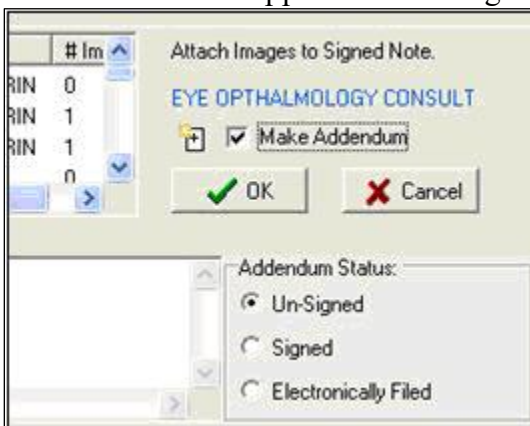 # Im
RIN 0
RIN 1
RIN 1
Attach Images to Signed Note.
EYE OPTHALMOLOGY CONSULT
Make Addendum
OK Cancel
Addendum Status:
Un-Signed
Signed
Electronically Filed